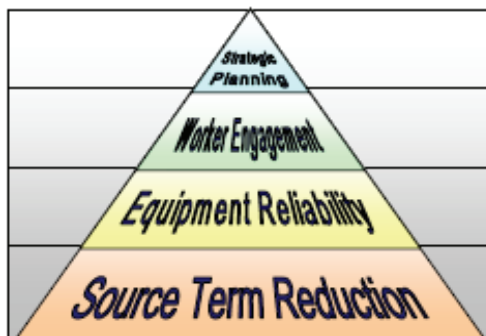 Strategic
Planning
Worker Engagement
Equipment Reliability
Source Term Reduction